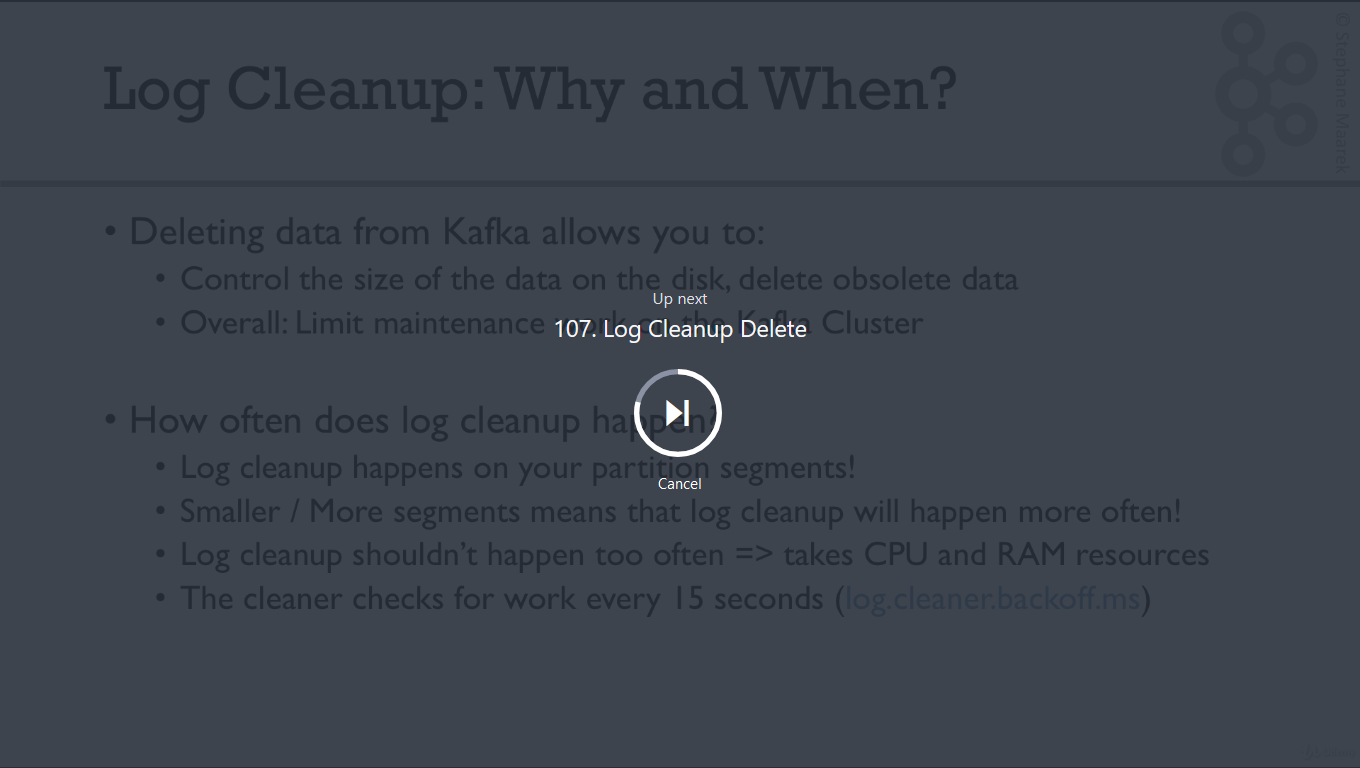 Log Cleanup: Why and When?
© Stephane Maarek
• Deleting data from Kafka allows you to:
• Control the size of the data on the disk, delete obsolete data
• Overall: Limit maintenance work on the Kafka Cluster
Up next
107. Log Cleanup Delete
• How often does log cleanup happen?
• Log cleanup happens on your partition segments!
Cancel
• Smaller / More segments means that log cleanup will happen more often!
• Log cleanup shouldn't happen too often => takes CPU and RAM resources
• The cleaner checks for work every 15 seconds (log.cleaner.backoff.ms)